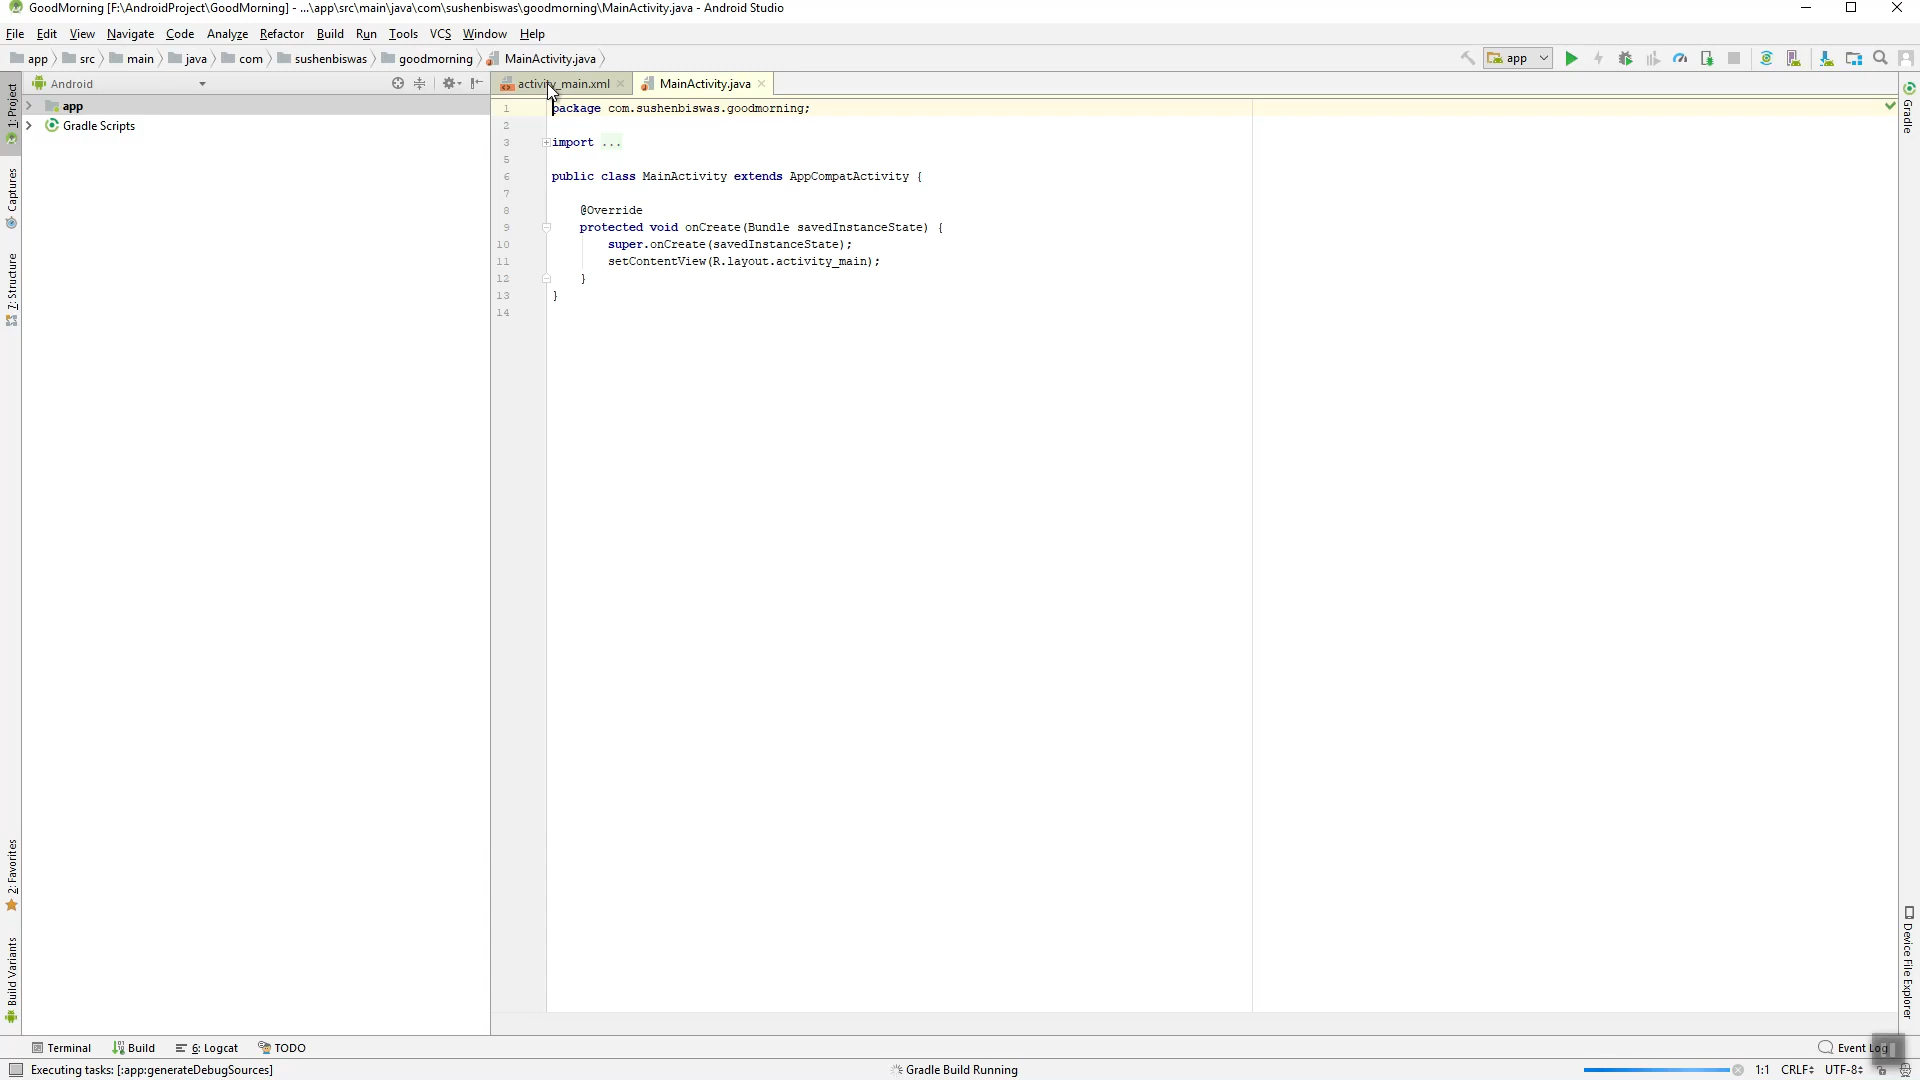 GoodMorning [F:\AndroidProject\GoodMorning] - ...\app\src\main\java\com\sushenbiswas\goodmorning\MainActivity.java - Android Studio
File Edit View Navigate Code Analyze Refactor Build Run Tools VCS Window Help
app src main java com sushenbiswas goodmorning MainActivity.java
app
Android
activity_main.xml
MainActivity.java
1: Project
Captures
7: Structure
2: Favorites
Build Variants
app
Gradle Scripts
1 package com.sushenbiswas.goodmorning;
2
3 import ...
5
6 public class MainActivity extends AppCompatActivity {
7
8 @Override
9 protected void onCreate(Bundle savedInstanceState) {
10 super.onCreate(savedInstanceState);
11 setContentView(R.layout.activity_main);
12 }
13 }
14
Gradle
Device File Explorer
Terminal Build 6: Logcat TODO Event Log
Executing tasks: [:app:generateDebugSources] Gradle Build Running 1:1 CRLF UTF-8